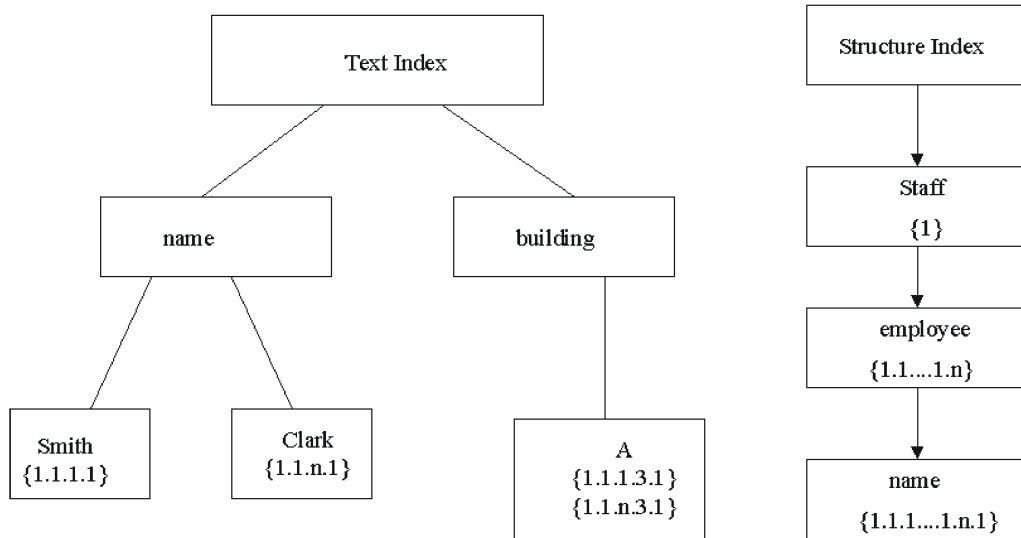 Text Index
name
building
Smith
{1.1.1.1}
Clark
{1.1.n.1}
A
{1.1.1.3.1}
{1.1.n.3.1}
Structure Index
Staff
{1}
employee
{1.1....1.n}
name
{1.1.1....1.n.1}